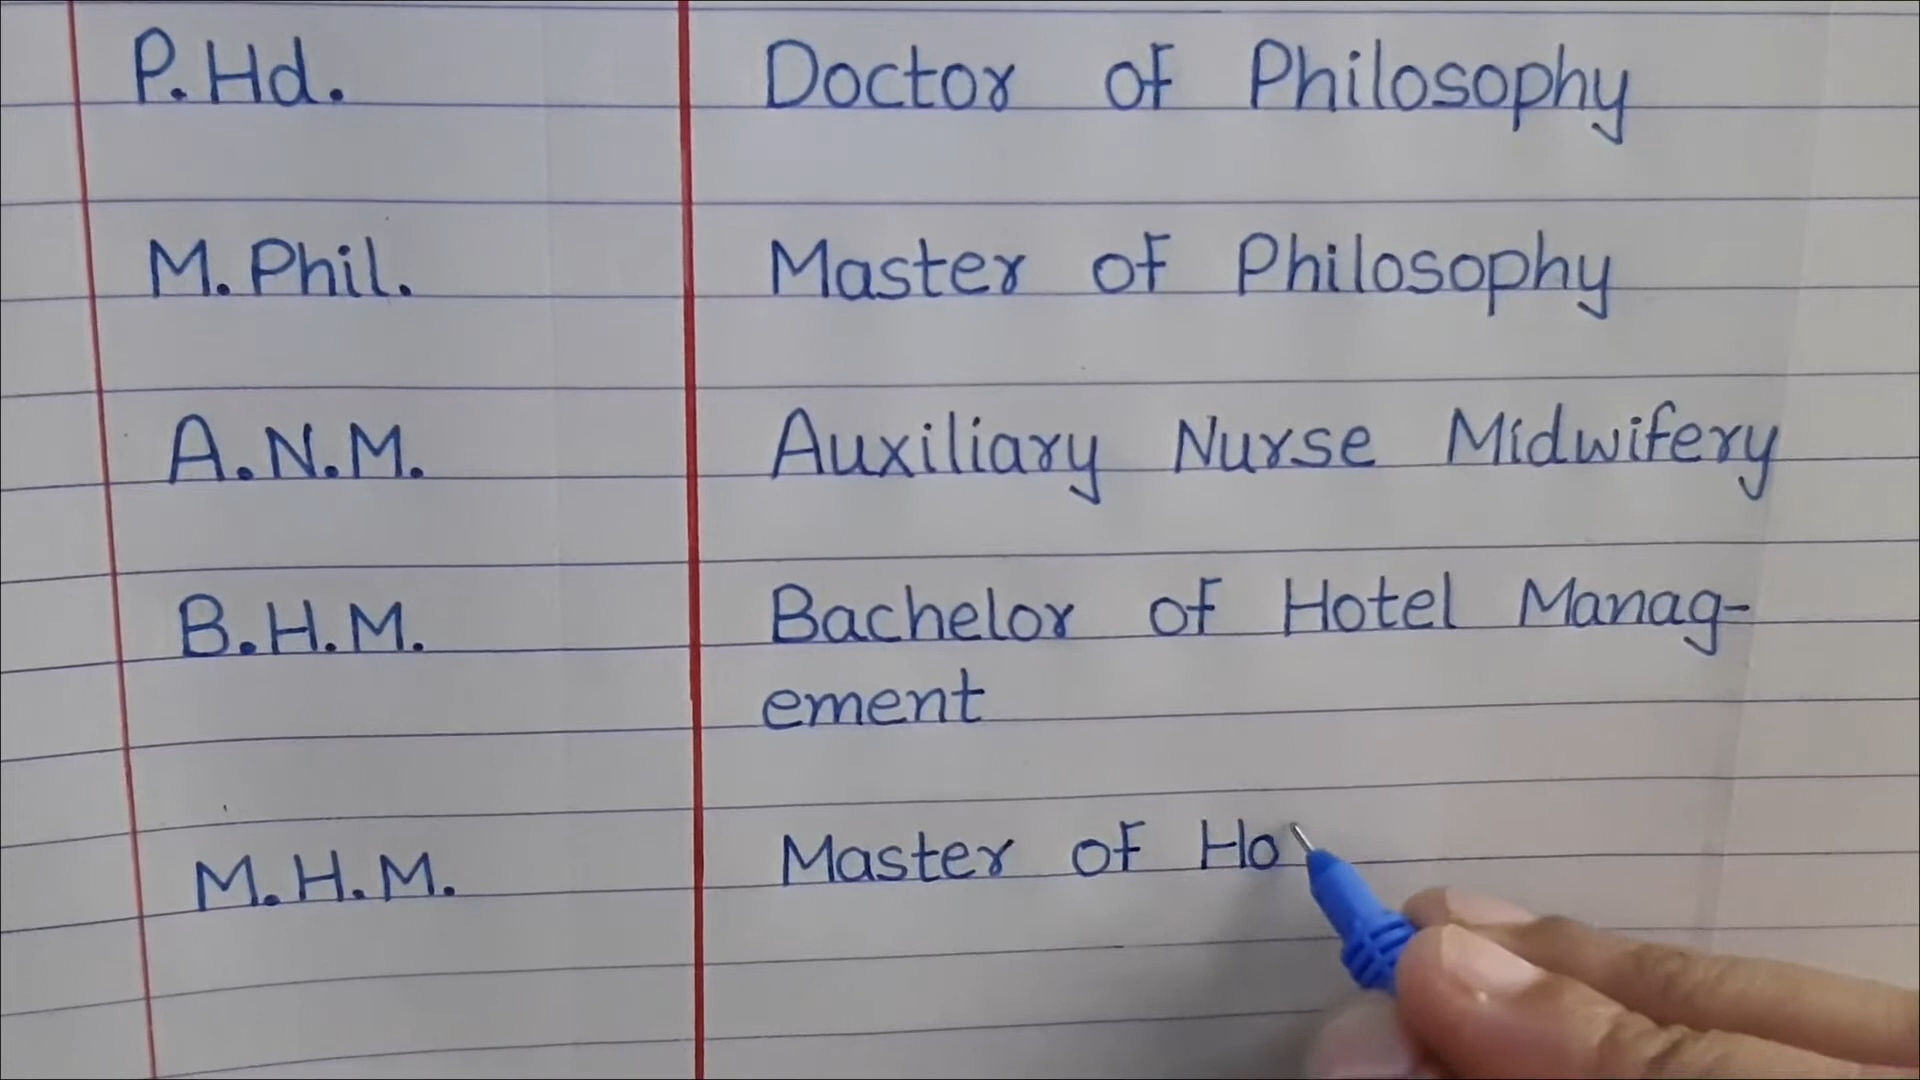 P.Hd. Doctor of Philosophy
M.Phil. Master of Philosophy
A.N.M. Auxiliary Nurse Midwifery
B.H.M. Bachelor of Hotel Manag-
ement
M.H.M. Master of Ho